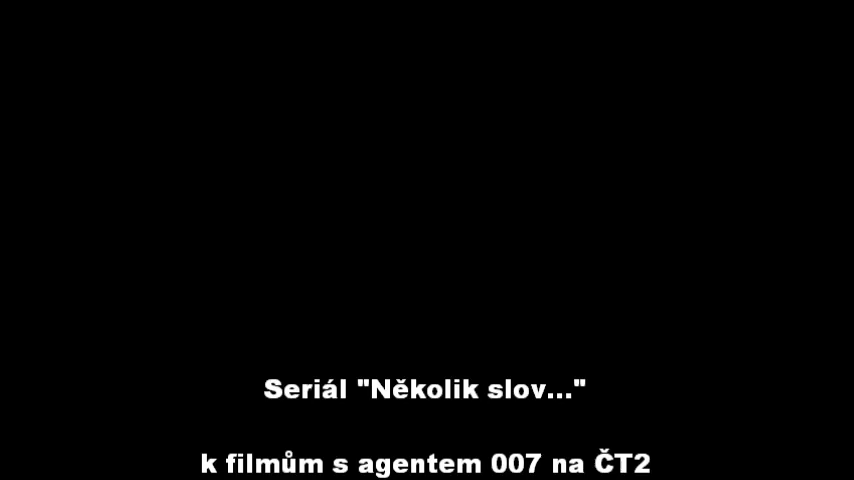 Seriál "Několik slov..."
k filmům s agentem 007 na ČT2